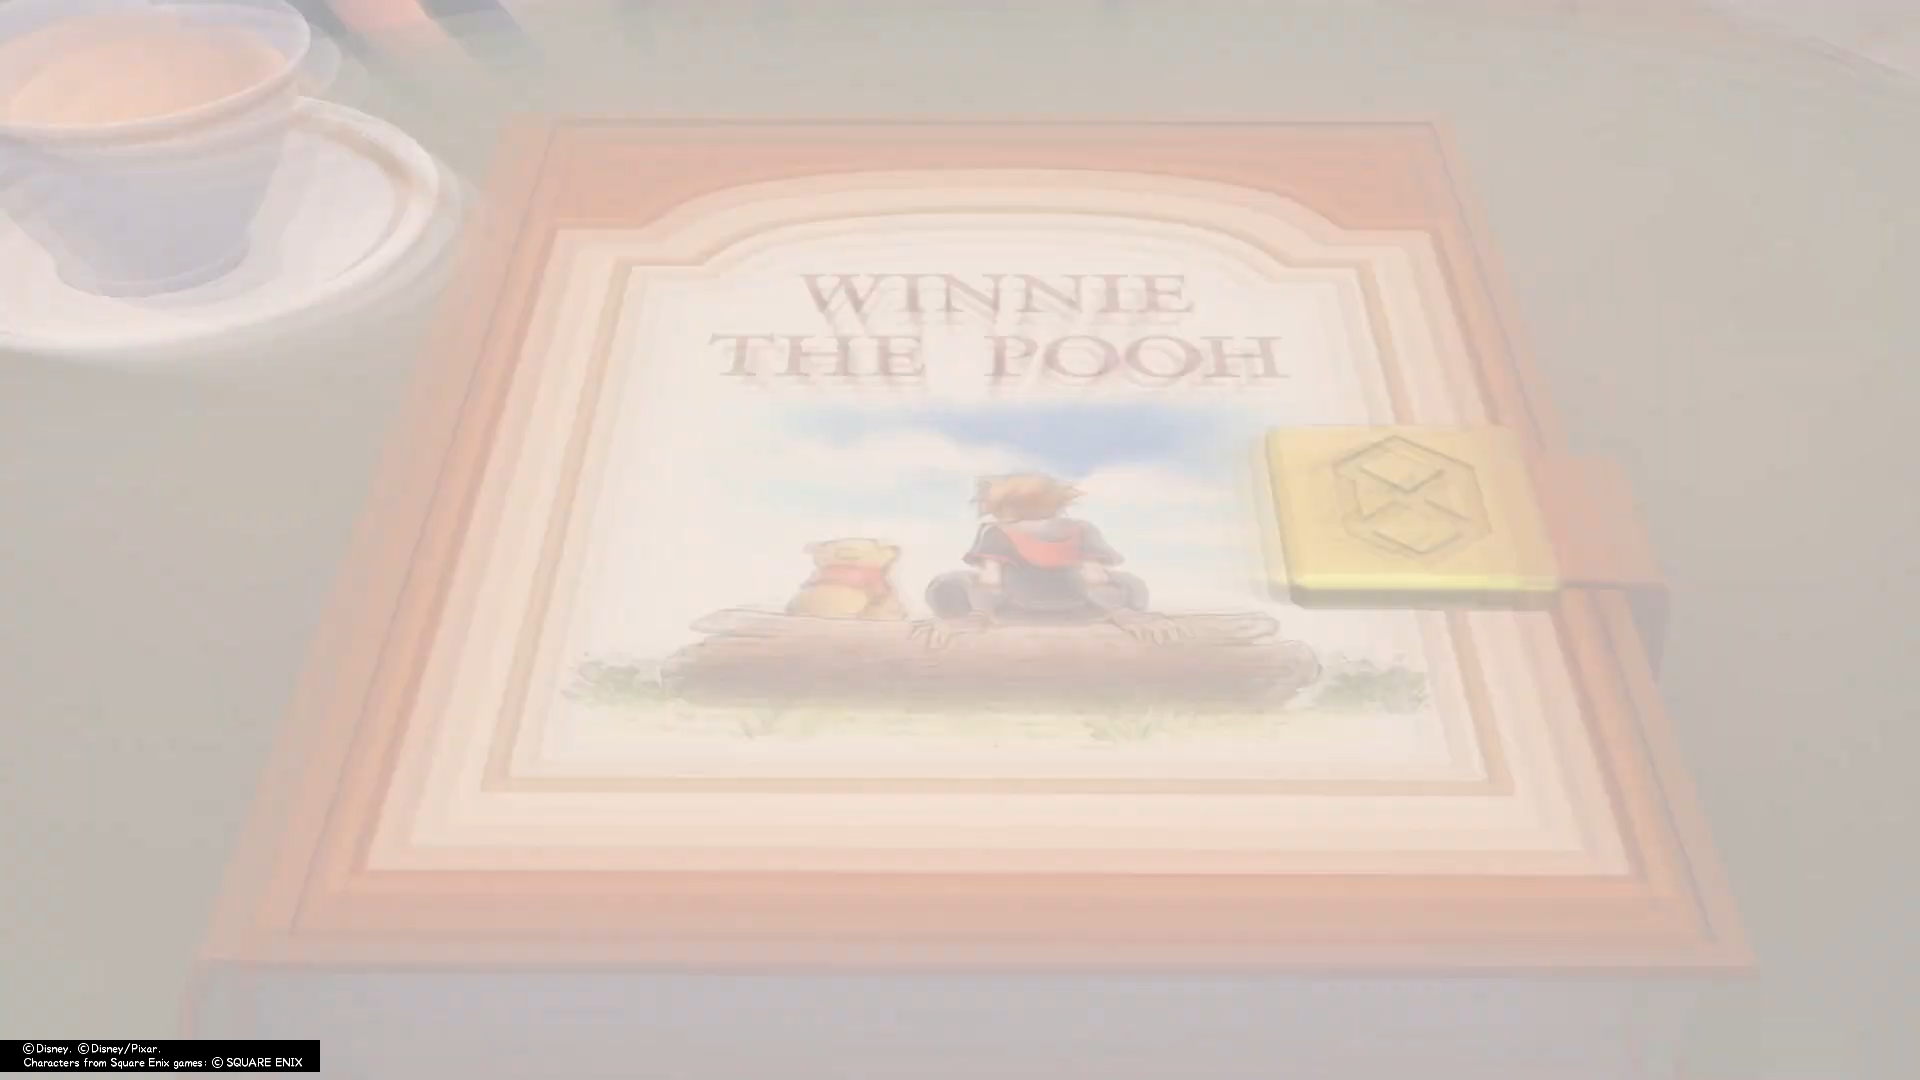 WINNIE
THE POOH
©Disney. ©Disney/Pixar.
Characters from Square Enix games: © SQUARE ENIX